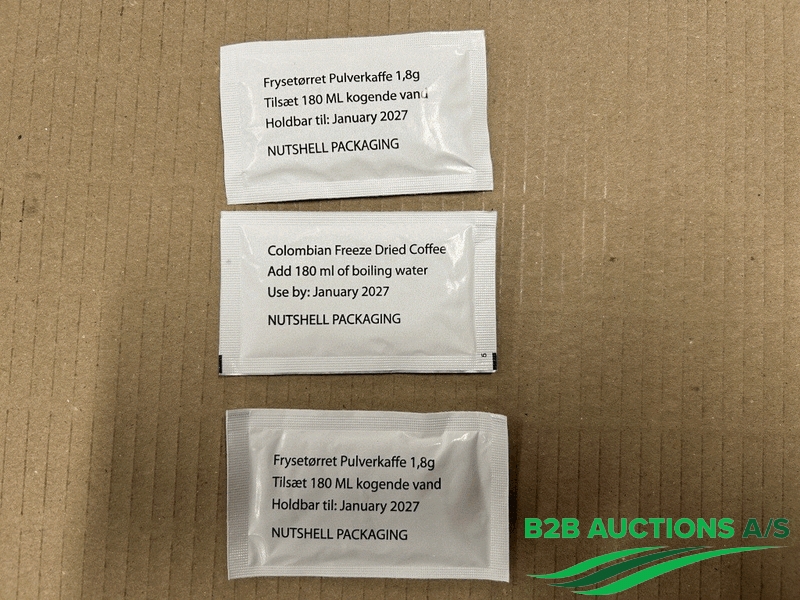 Frysetørret Pulverkaffe 1,8g
Tilsæt 180 ML kogende vand
Holdbar til: January 2027
NUTSHELL PACKAGING
Colombian Freeze Dried Coffee
Add 180 ml of boiling water
Use by: January 2027
NUTSHELL PACKAGING
5
Frysetørret Pulverkaffe 1,8g
Tilsæt 180 ML kogende vand
Holdbar til: January 2027
NUTSHELL PACKAGING
B2B AUCTIONS A/S